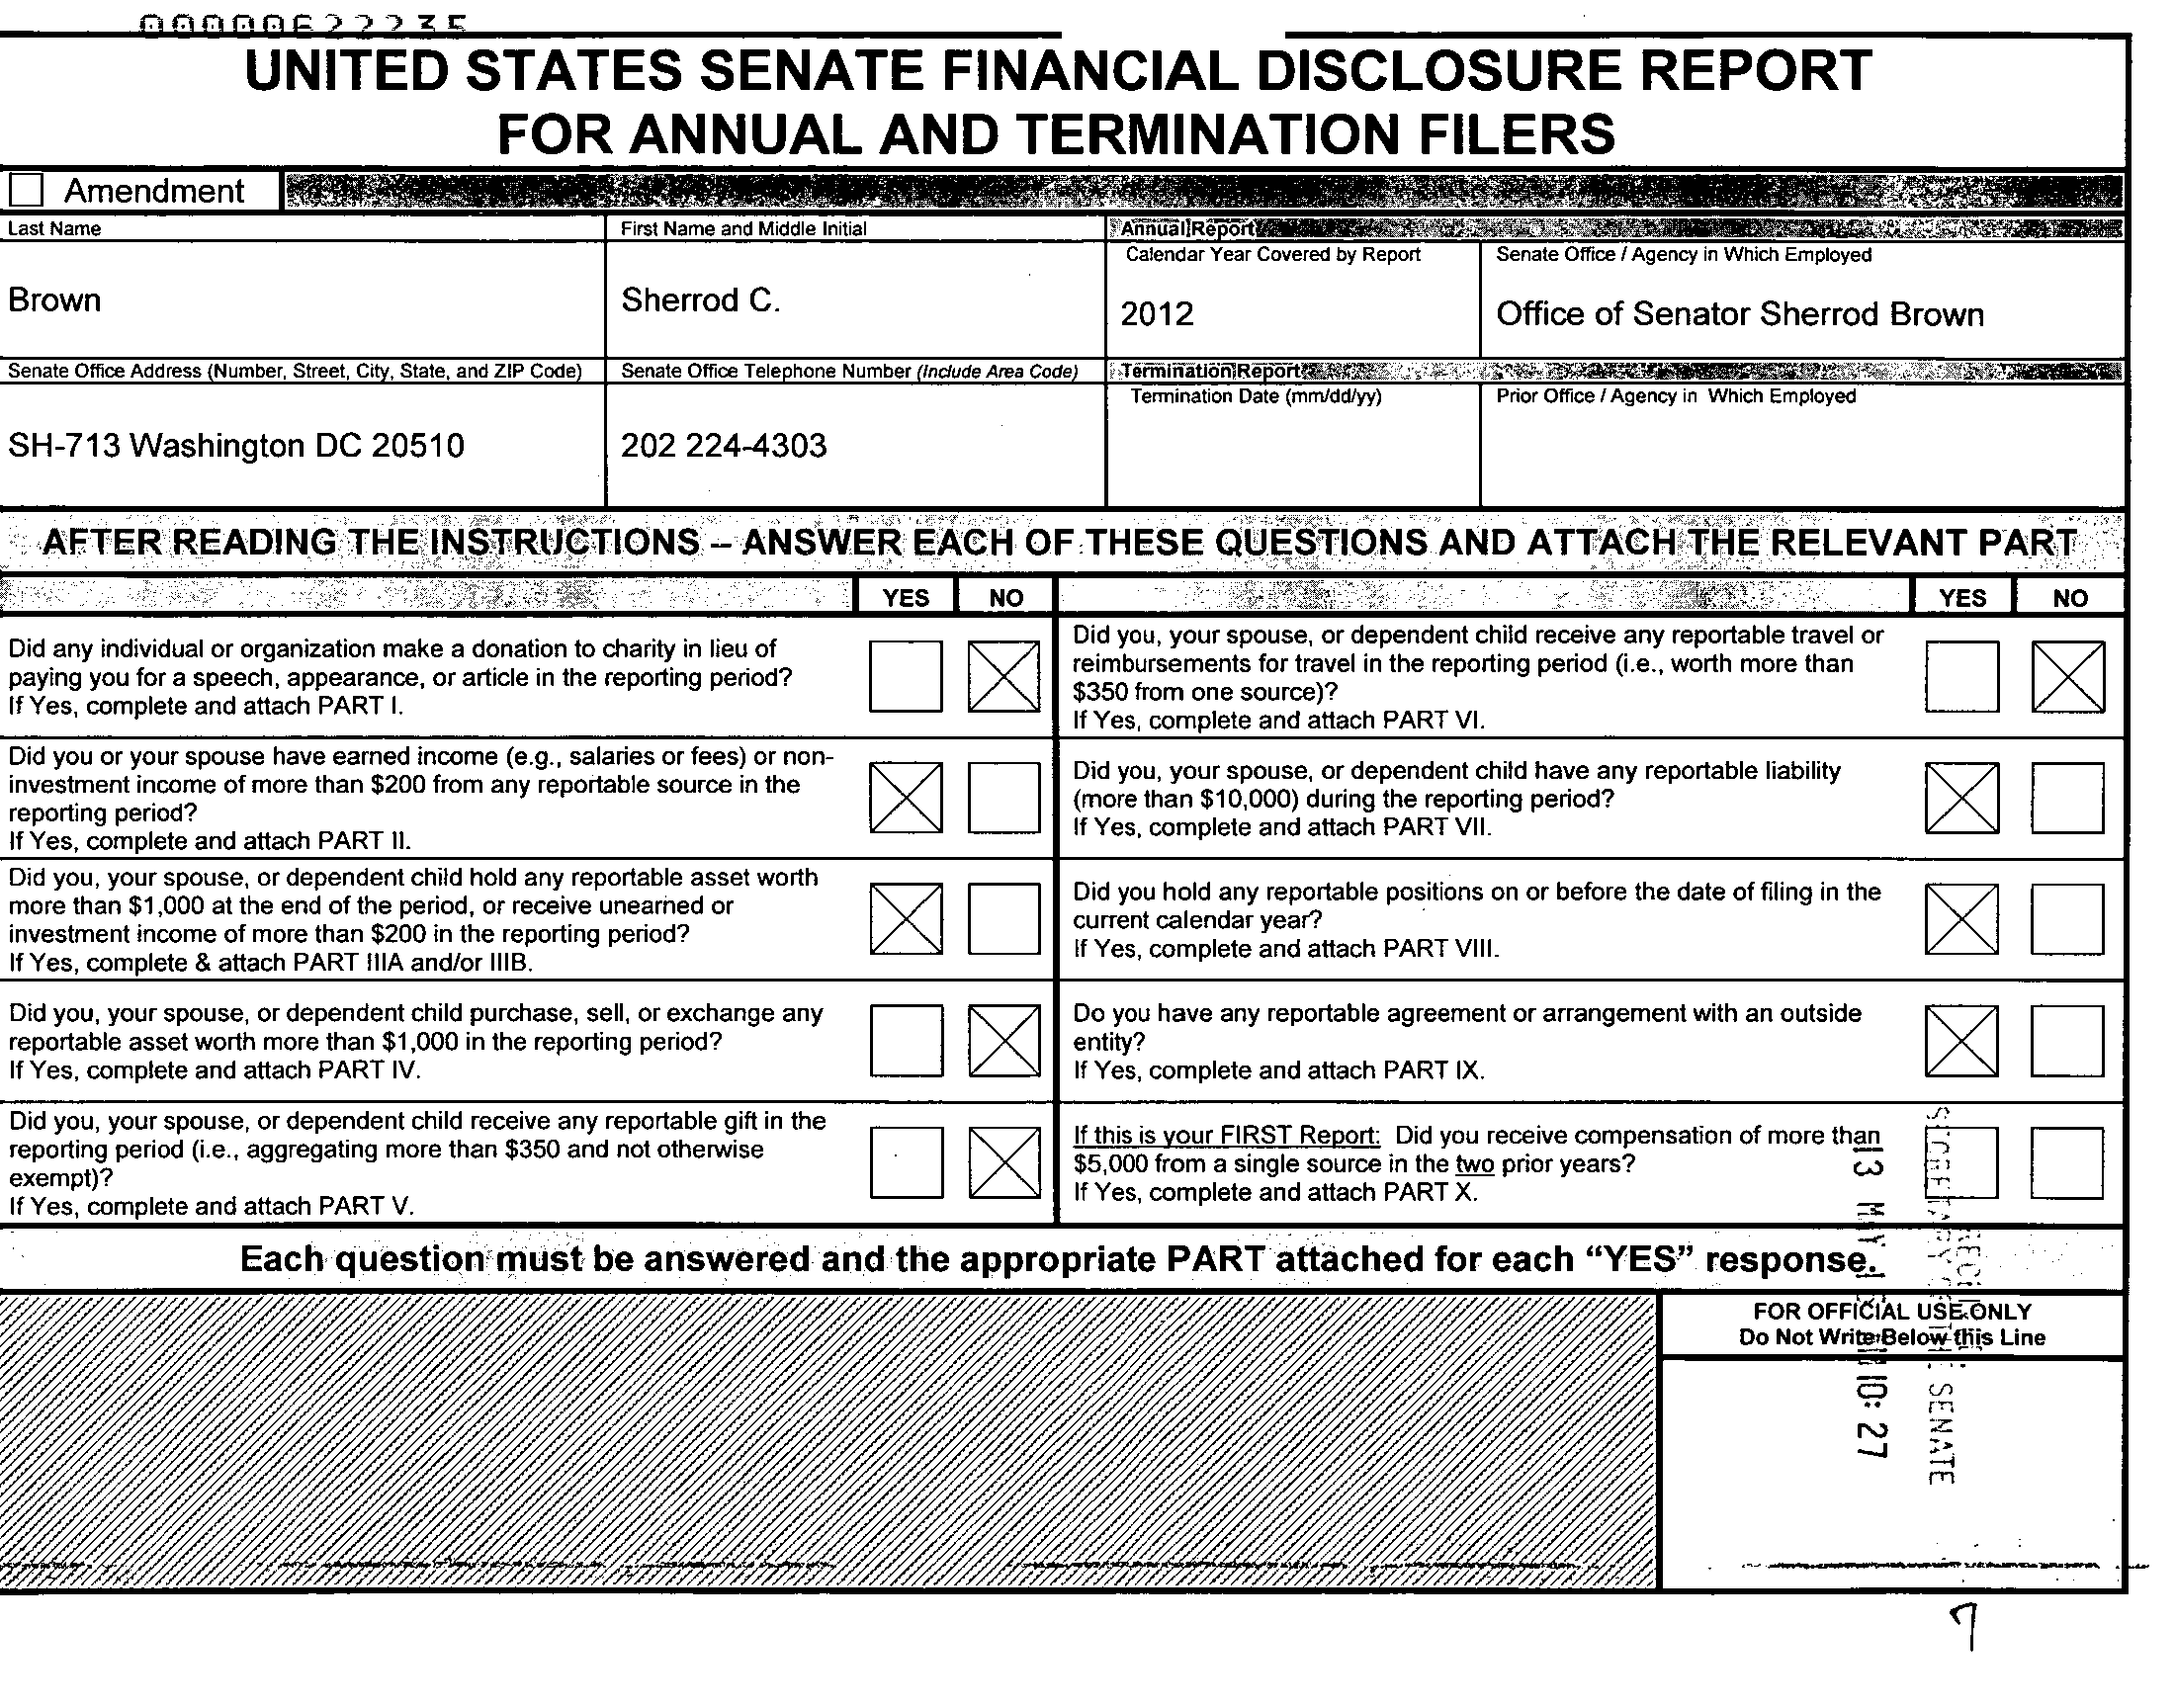 00000622235
UNITED STATES SENATE FINANCIAL DISCLOSURE REPORT
FOR ANNUAL AND TERMINATION FILERS
Amendment
Last Name
First Name and Middle Initial
Annual Report
Calendar Year Covered by Report
Senate Office / Agency in Which Employed
Brown
Sherrod C.
2012
Office of Senator Sherrod Brown
Senate Office Address (Number, Street, City, State, and ZIP Code)
Senate Office Telephone Number (Include Area Code)
Termination Report
Termination Date (mm/dd/yy)
Prior Office / Agency in Which Employed
SH-713 Washington DC 20510
202 224-4303
AFTER READING THE INSTRUCTIONS – ANSWER EACH OF THESE QUESTIONS AND ATTACH THE RELEVANT PART
YES
NO
YES
NO
Did any individual or organization make a donation to charity in lieu of
paying you for a speech, appearance, or article in the reporting period?
If Yes, complete and attach PART I.
Did you, your spouse, or dependent child receive any reportable travel or
reimbursements for travel in the reporting period (i.e., worth more than
$350 from one source)?
If Yes, complete and attach PART VI.
Did you or your spouse have earned income (e.g., salaries or fees) or non-
investment income of more than $200 from any reportable source in the
reporting period?
If Yes, complete and attach PART II.
Did you, your spouse, or dependent child have any reportable liability
(more than $10,000) during the reporting period?
If Yes, complete and attach PART VII.
Did you, your spouse, or dependent child hold any reportable asset worth
more than $1,000 at the end of the period, or receive unearned or
investment income of more than $200 in the reporting period?
If Yes, complete & attach PART IIIA and/or IIIB.
Did you hold any reportable positions on or before the date of filing in the
current calendar year?
If Yes, complete and attach PART VIII.
Did you, your spouse, or dependent child purchase, sell, or exchange any
reportable asset worth more than $1,000 in the reporting period?
If Yes, complete and attach PART IV.
Do you have any reportable agreement or arrangement with an outside
entity?
If Yes, complete and attach PART IX.
Did you, your spouse, or dependent child receive any reportable gift in the
reporting period (i.e., aggregating more than $350 and not otherwise
exempt)?
If Yes, complete and attach PART V.
If this is your FIRST Report: Did you receive compensation of more than
$5,000 from a single source in the two prior years?
If Yes, complete and attach PART X.
Each question must be answered and the appropriate PART attached for each “YES” response.
FOR OFFICIAL USE ONLY
Do Not Write Below this Line
SENATE
10: 27